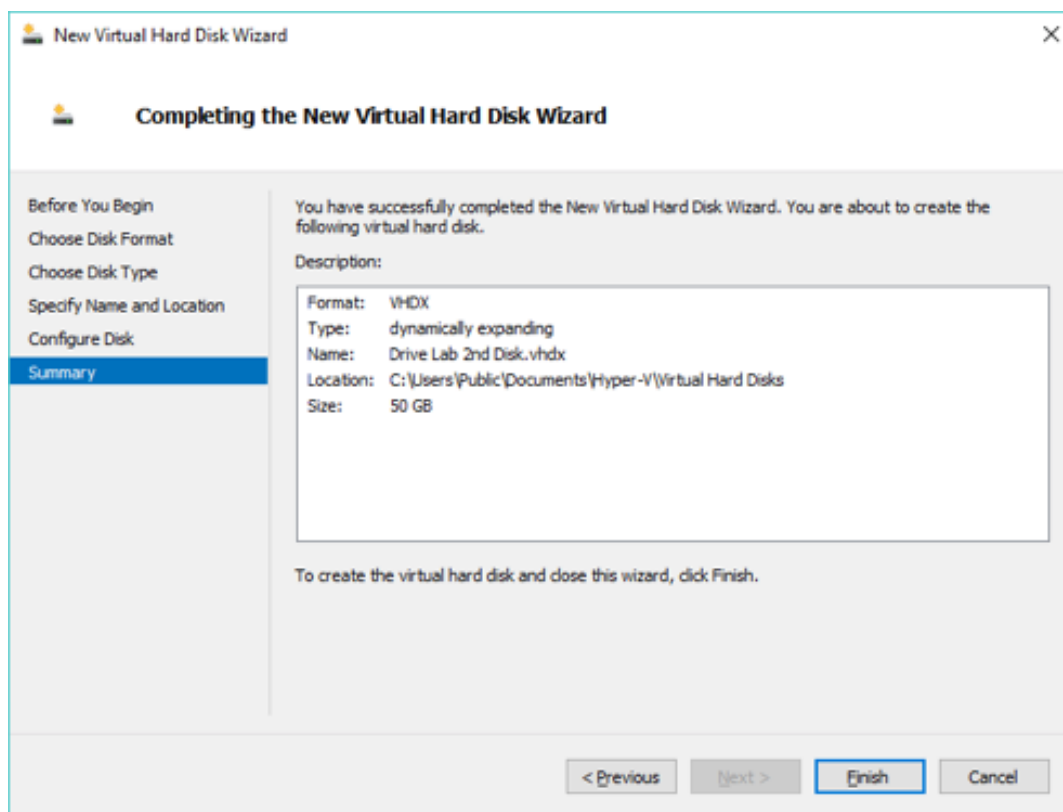 New Virtual Hard Disk Wizard
Completing the New Virtual Hard Disk Wizard
Before You Begin
Choose Disk Format
Choose Disk Type
Specify Name and Location
Configure Disk
Summary
You have successfully completed the New Virtual Hard Disk Wizard. You are about to create the
following virtual hard disk.
Description:
Format: VHDX
Type: dynamically expanding
Name: Drive Lab 2nd Disk.vhdx
Location: C:\Users\Public\Documents\Hyper-V\Virtual Hard Disks
Size: 50 GB
To create the virtual hard disk and close this wizard, click Finish.
< Previous Next > Finish Cancel